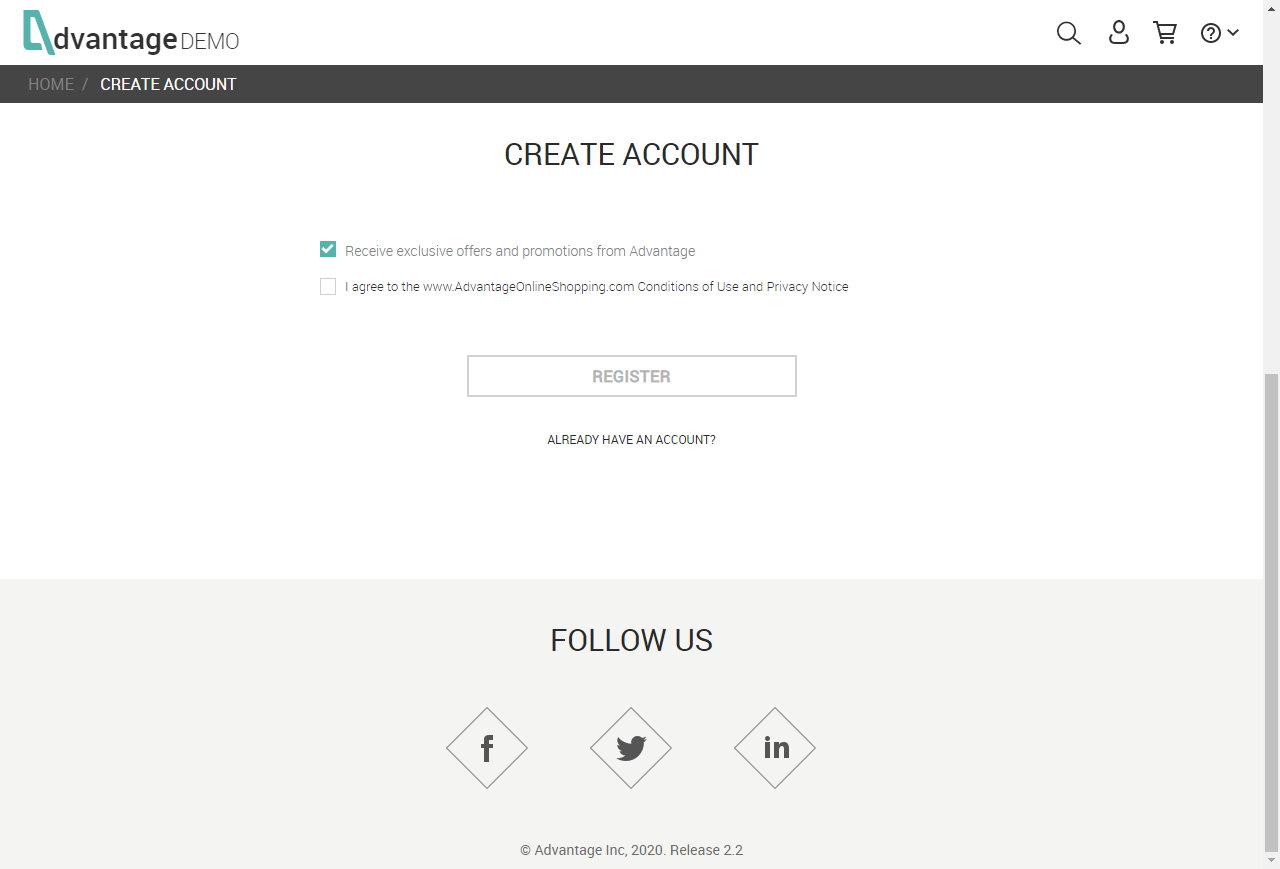 dvantage DEMO
HOME / CREATE ACCOUNT
CREATE ACCOUNT
Receive exclusive offers and promotions from Advantage
I agree to the www.AdvantageOnlineShopping.com Conditions of Use and Privacy Notice
REGISTER
ALREADY HAVE AN ACCOUNT?
FOLLOW US
f
in
© Advantage Inc, 2020. Release 2.2